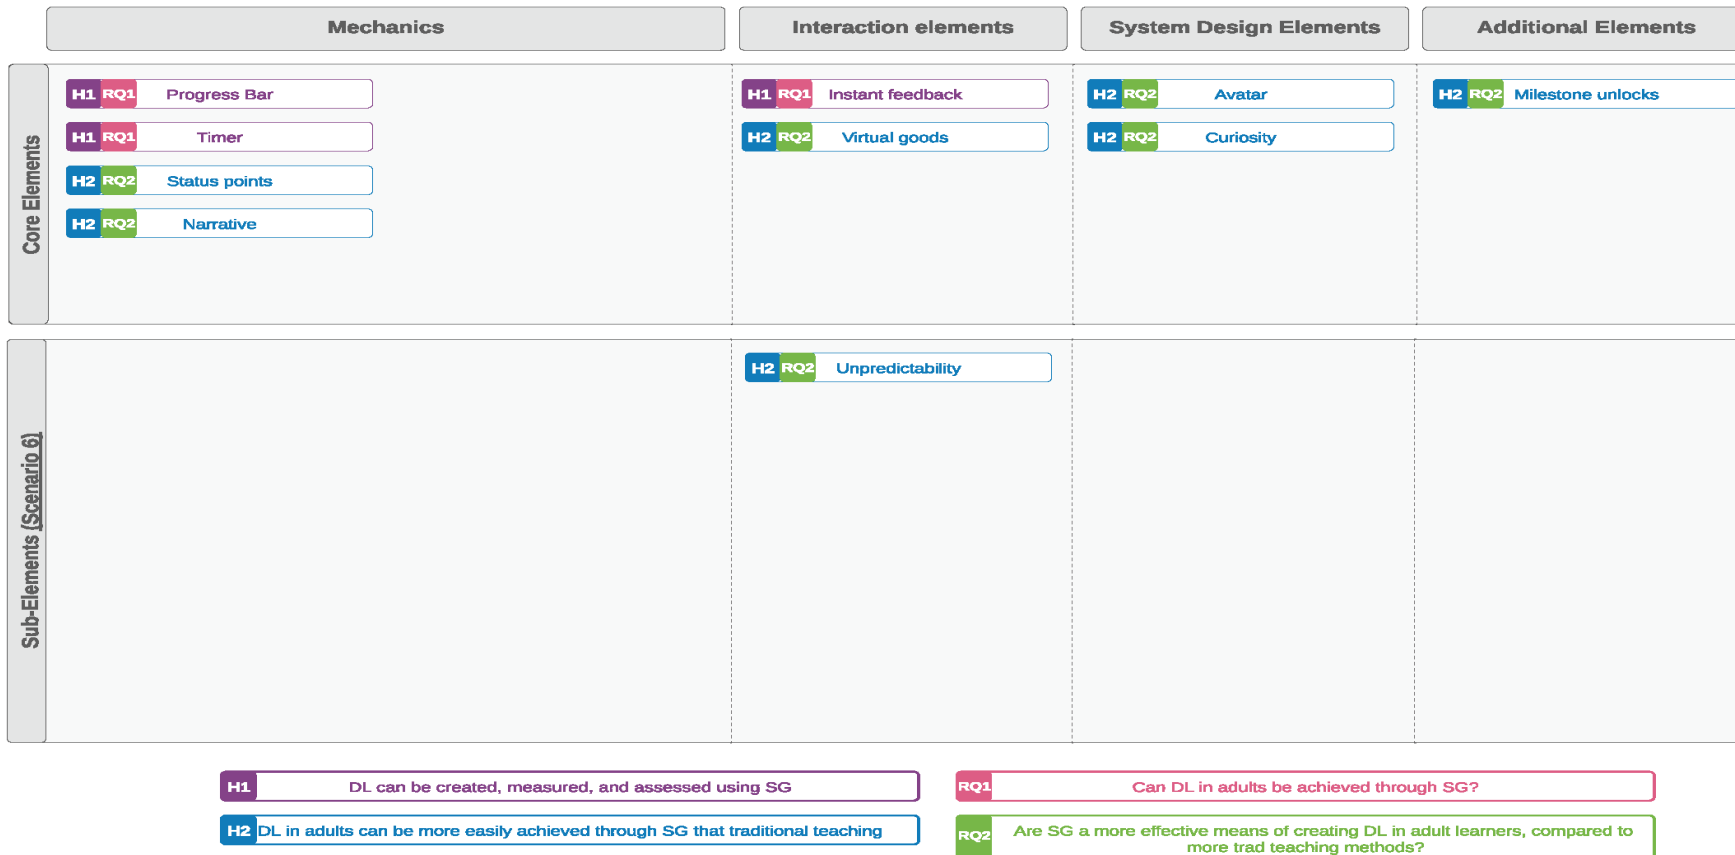 Mechanics
Interaction elements
System Design Elements
Additional Elements
Core Elements
H1 RQ1 Progress Bar
H1 RQ1 Timer
H2 RQ2 Status points
H2 RQ2 Narrative
H1 RQ1 Instant feedback
H2 RQ2 Virtual goods
H2 RQ2 Avatar
H2 RQ2 Curiosity
H2 RQ2 Milestone unlocks
Sub-Elements (Scenario 6)
H2 RQ2 Unpredictability
H1 DL can be created, measured, and assessed using SG
H2 DL in adults can be more easily achieved through SG that traditional teaching
RQ1 Can DL in adults be achieved through SG?
RQ2 Are SG a more effective means of creating DL in adult learners, compared to
more trad teaching methods?